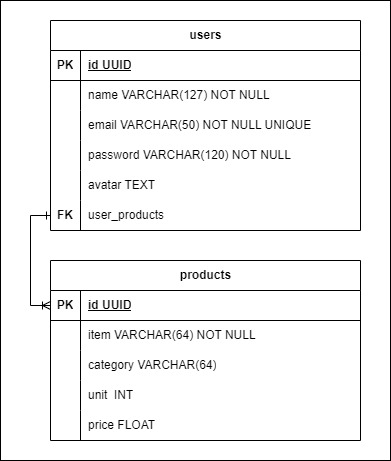 users
PK id UUID
name VARCHAR(127) NOT NULL
email VARCHAR(50) NOT NULL UNIQUE
password VARCHAR(120) NOT NULL
avatar TEXT
FK user_products
products
PK id UUID
item VARCHAR(64) NOT NULL
category VARCHAR(64)
unit  INT
price FLOAT